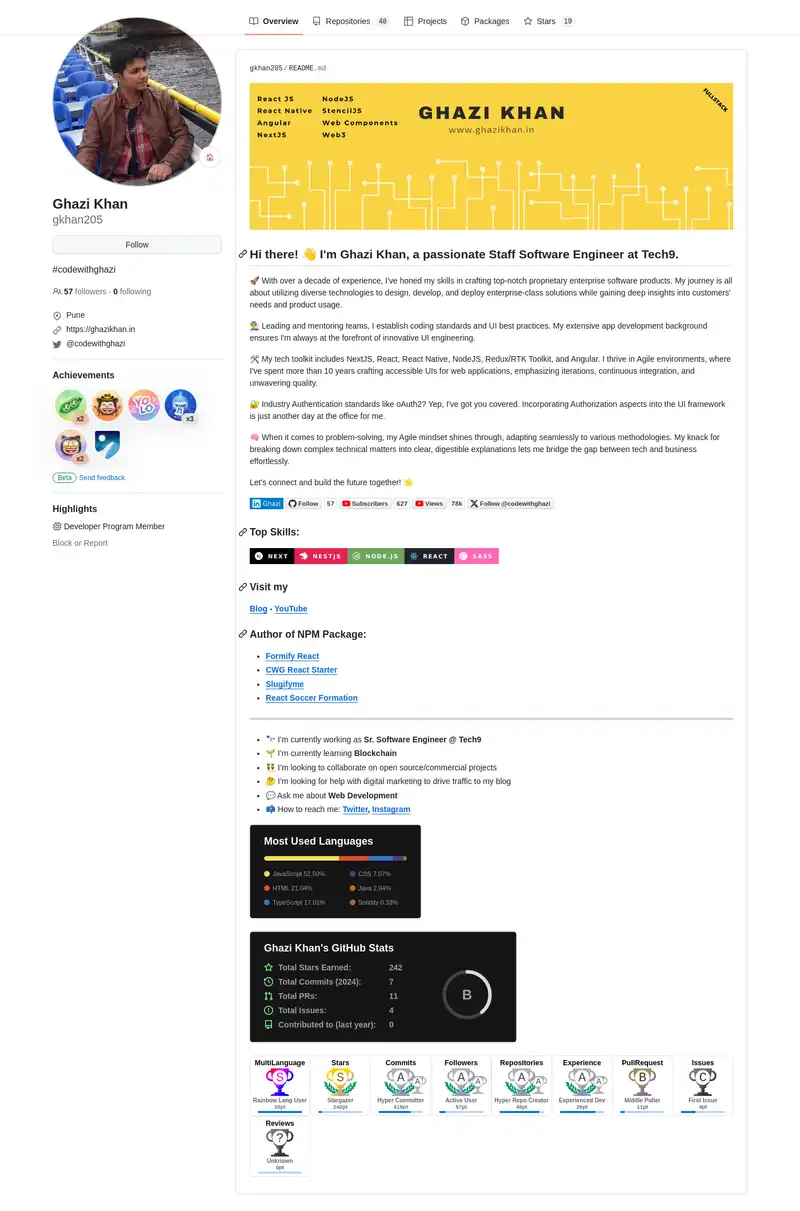 Overview Repositories 48 Projects Packages Stars 19
Ghazi Khan
gkhan205
Follow
#codewithghazi
57 followers · 0 following
Pune
https://ghazikhan.in
@codewithghazi
Achievements
x2
YOLO
x3
x2
Beta Send feedback
Highlights
Developer Program Member
Block or Report
gkhan205/README.md
React JS NodeJS
React Native StencilJS
Angular Web Components
NextJS Web3
GHAZI KHAN
www.ghazikhan.in
FULLSTACK
Hi there! 👋 I'm Ghazi Khan, a passionate Staff Software Engineer at Tech9.
🚀 With over a decade of experience, I've honed my skills in crafting top-notch proprietary enterprise software products. My journey is all
about utilizing diverse technologies to design, develop, and deploy enterprise-class solutions while gaining deep insights into customers'
needs and product usage.
👨‍🎨 Leading and mentoring teams, I establish coding standards and UI best practices. My extensive app development background
ensures I'm always at the forefront of innovative UI engineering.
🛠️ My tech toolkit includes NextJS, React, React Native, NodeJS, Redux/RTK Toolkit, and Angular. I thrive in Agile environments, where
I've spent more than 10 years crafting accessible UIs for web applications, emphasizing iterations, continuous integration, and
unwavering quality.
🔐 Industry Authentication standards like oAuth2? Yep, I've got you covered. Incorporating Authorization aspects into the UI framework
is just another day at the office for me.
🧠 When it comes to problem-solving, my Agile mindset shines through, adapting seamlessly to various methodologies. My knack for
breaking down complex technical matters into clear, digestible explanations lets me bridge the gap between tech and business
effortlessly.
Let's connect and build the future together! 🌟
Ghazi Follow 57 Subscribers 627 Views 78k Follow @codewithghazi
Top Skills:
NEXT NESTJS NODE.JS REACT SASS
Visit my
Blog - YouTube
Author of NPM Package:
• Formify React
• CWG React Starter
• Slugifyme
• React Soccer Formation
• 🔭 I'm currently working as Sr. Software Engineer @ Tech9
• 🌱 I'm currently learning Blockchain
• 👯 I'm looking to collaborate on open source/commercial projects
• 🤔 I'm looking for help with digital marketing to drive traffic to my blog
• 💬 Ask me about Web Development
• 📫 How to reach me: Twitter, Instagram
Most Used Languages
JavaScript 52.50% CSS 7.07%
HTML 21.04% Java 2.04%
TypeScript 17.01% Solidity 0.33%
Ghazi Khan's GitHub Stats
Total Stars Earned: 242
Total Commits (2024): 7
Total PRs: 11
Total Issues: 4
Contributed to (last year): 0
B
MultiLanguage Stars Commits Followers Repositories Experience PullRequest Issues
S S A A A A A A A A B C
Rainbow Lang User Stargazer Hyper Committer Active User Hyper Repo Creator Experienced Dev Middle Puller First Issue
10pt 242pt 419pt 57pt 46pt 26pt 11pt 4pt
Reviews
?
Unknown
0pt